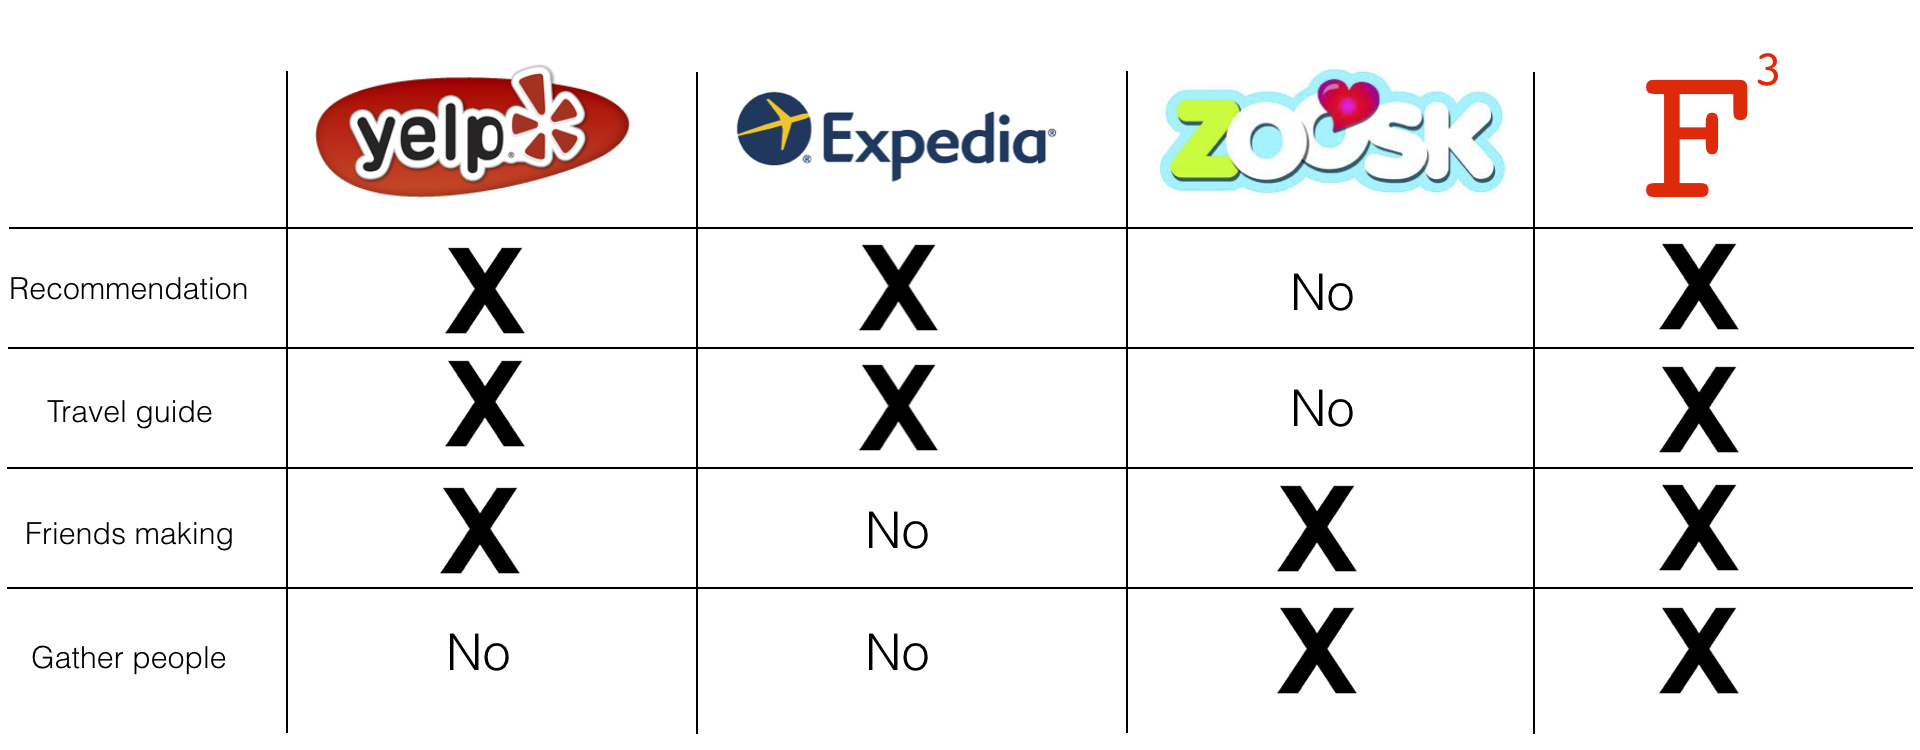 yelp ® Expedia® ZOOSK F³
Recommendation X X No X
Travel guide X X No X
Friends making X No X X
Gather people No No X X